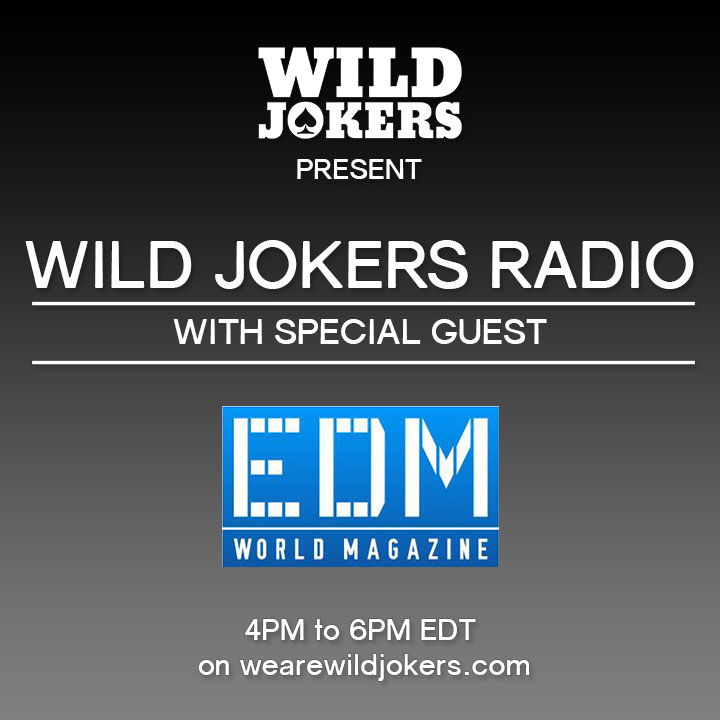 WILD
JOKERS
PRESENT
WILD JOKERS RADIO
WITH SPECIAL GUEST
EDM
WORLD MAGAZINE
4PM to 6PM EDT
on wearewildjokers.com